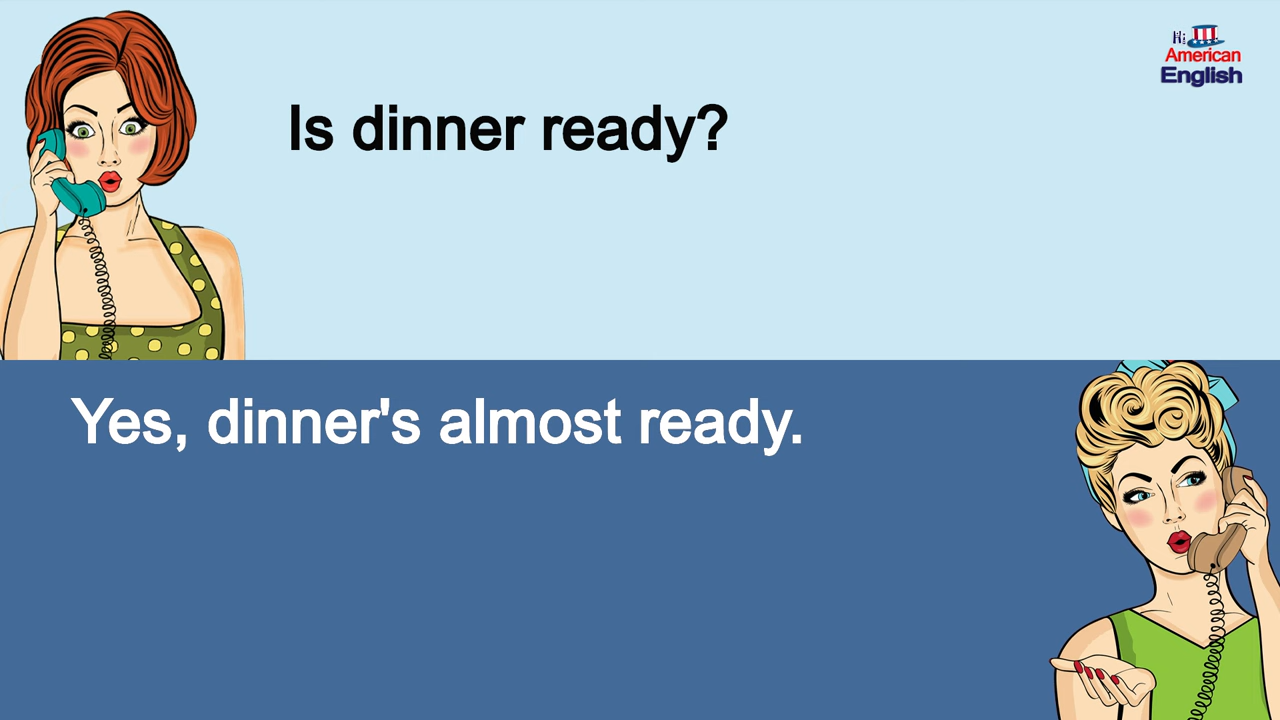 Hi
American
English
Is dinner ready?
Yes, dinner's almost ready.